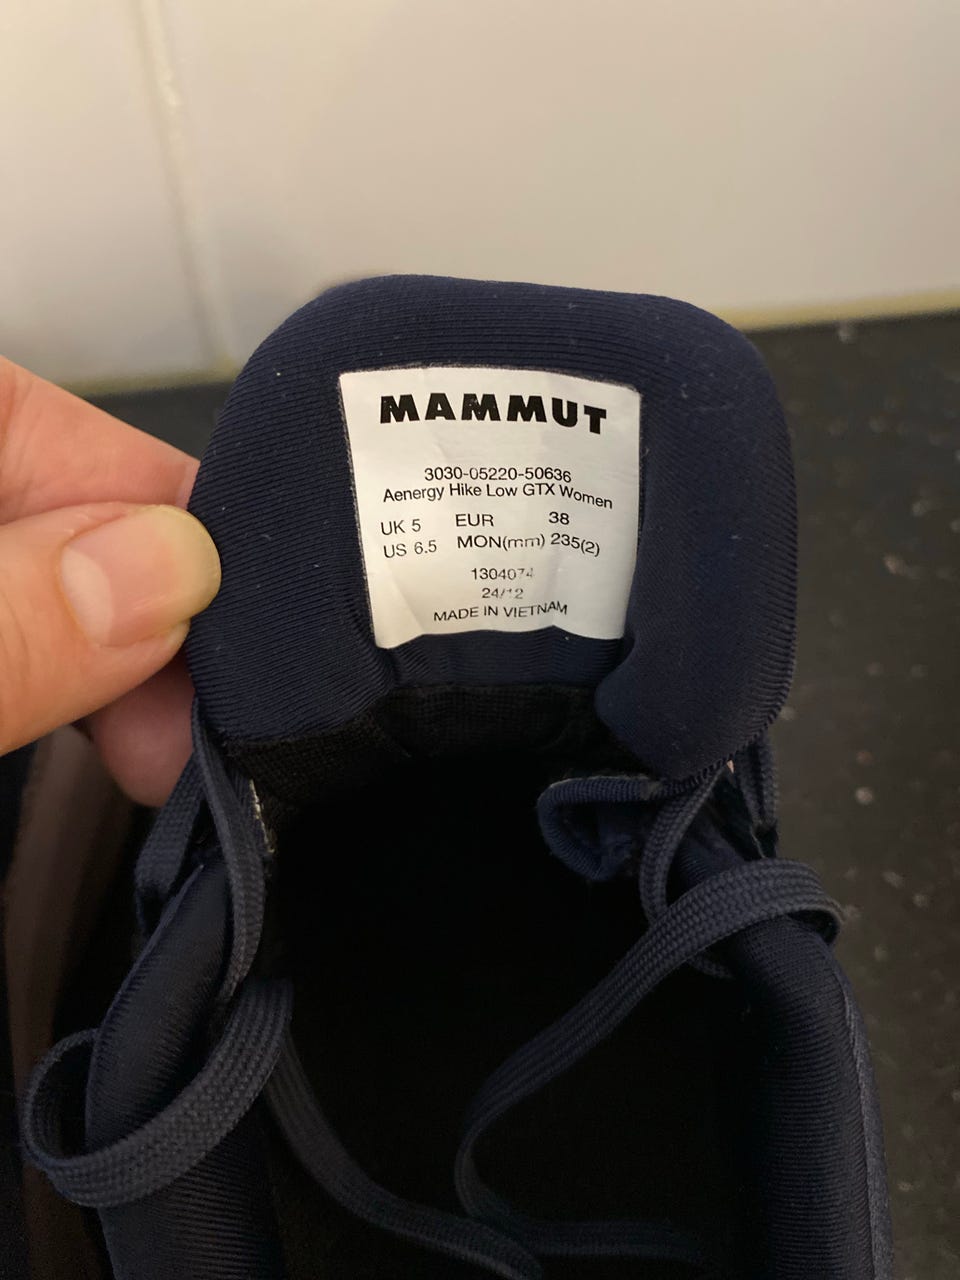 MAMMUT
3030-05220-50636
Aenergy Hike Low GTX Women
UK 5 EUR 38
US 6.5 MON(mm) 235(2)
1304074
24/12
MADE IN VIETNAM